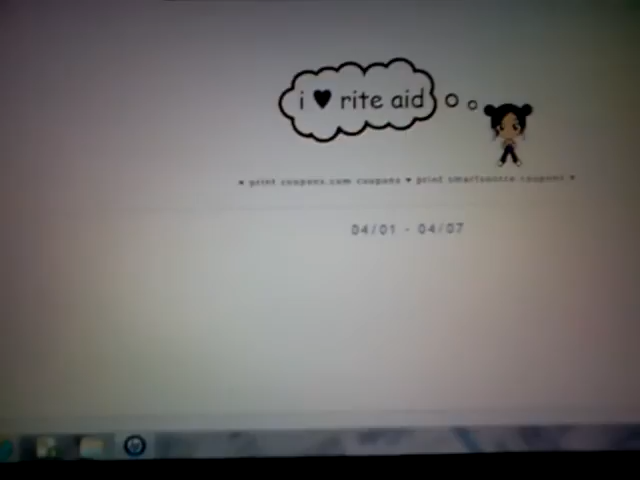 i ♥ rite aid
♥ print coupons.com coupons ♥ print smartsource coupons ♥
04/01 - 04/07